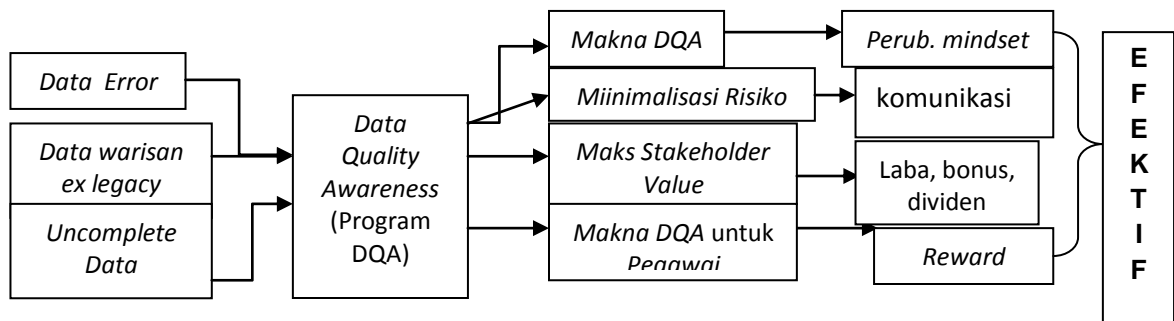 Data Error
Data warisan
ex legacy
Uncomplete
Data
Data
Quality
Awareness
(Program
DQA)
Makna DQA
Miinimalisasi Risiko
Maks Stakeholder
Value
Makna DQA untuk
Pegawai
Perub. mindset
komunikasi
Laba, bonus,
dividen
Reward
E
F
E
K
T
I
F